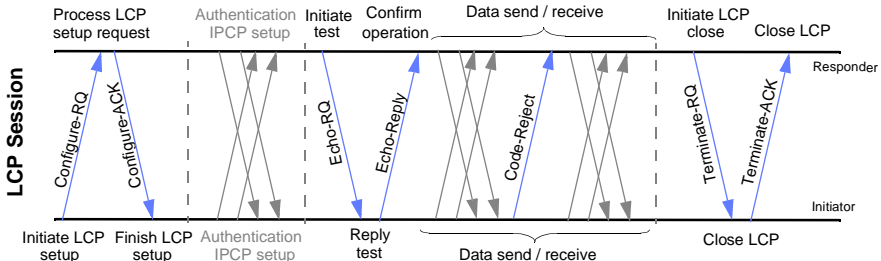 Process LCP
setup request
Authentication
IPCP setup
Initiate
test
Confirm
operation
Data send / receive
Initiate LCP
close
Close LCP
Responder
LCP Session
Configure-RQ
Configure-ACK
Echo-RQ
Echo-Reply
Code-Reject
Terminate-RQ
Terminate-ACK
Initiator
Initiate LCP
setup
Finish LCP
setup
Authentication
IPCP setup
Reply
test
Data send / receive
Close LCP